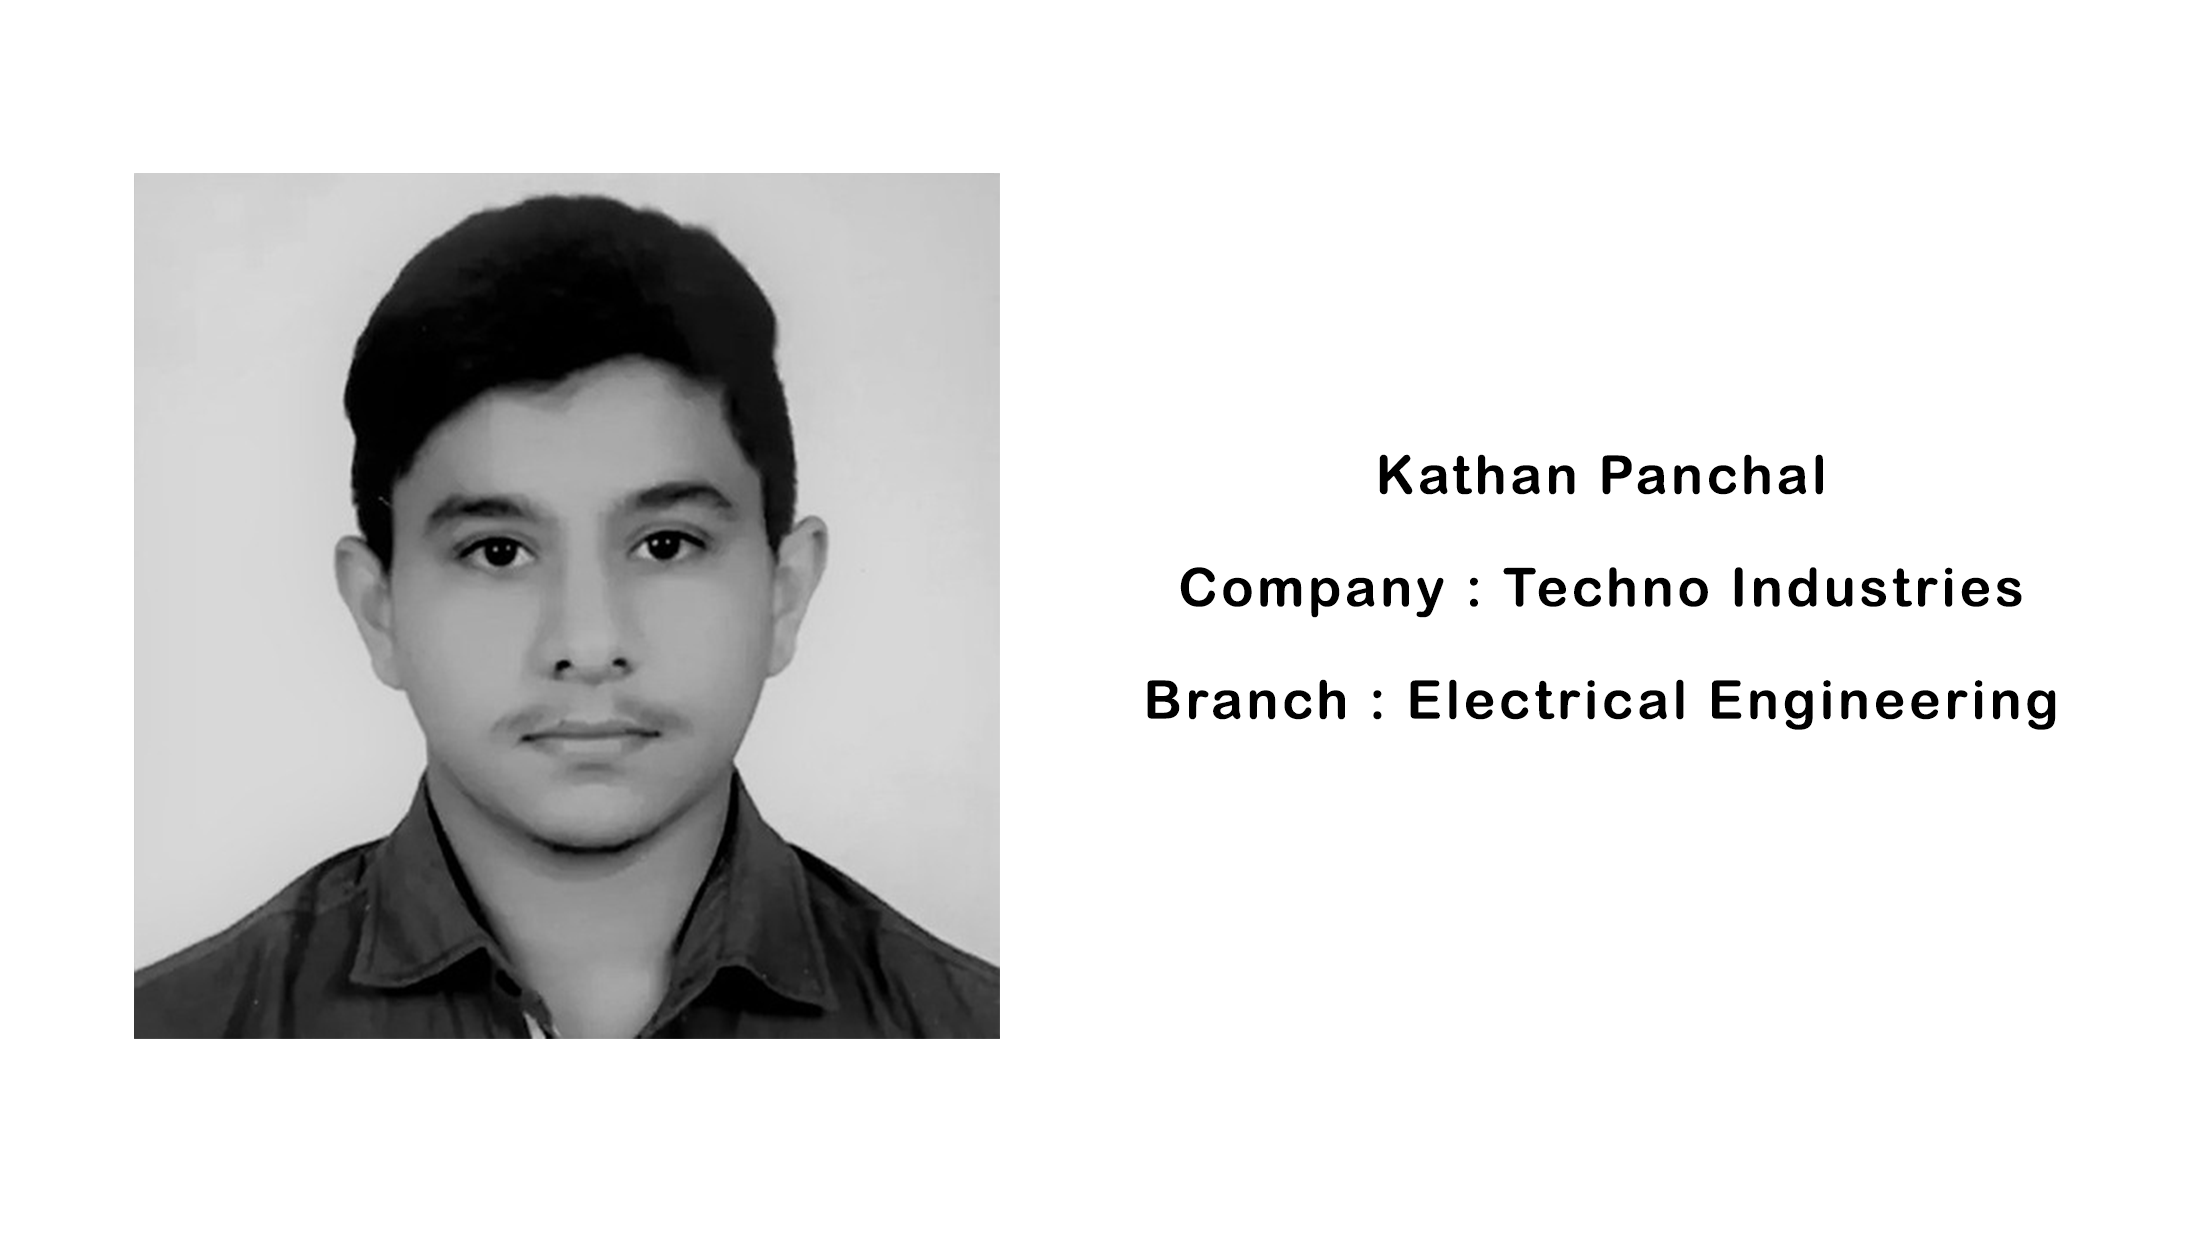 Kathan Panchal
Company : Techno Industries
Branch : Electrical Engineering